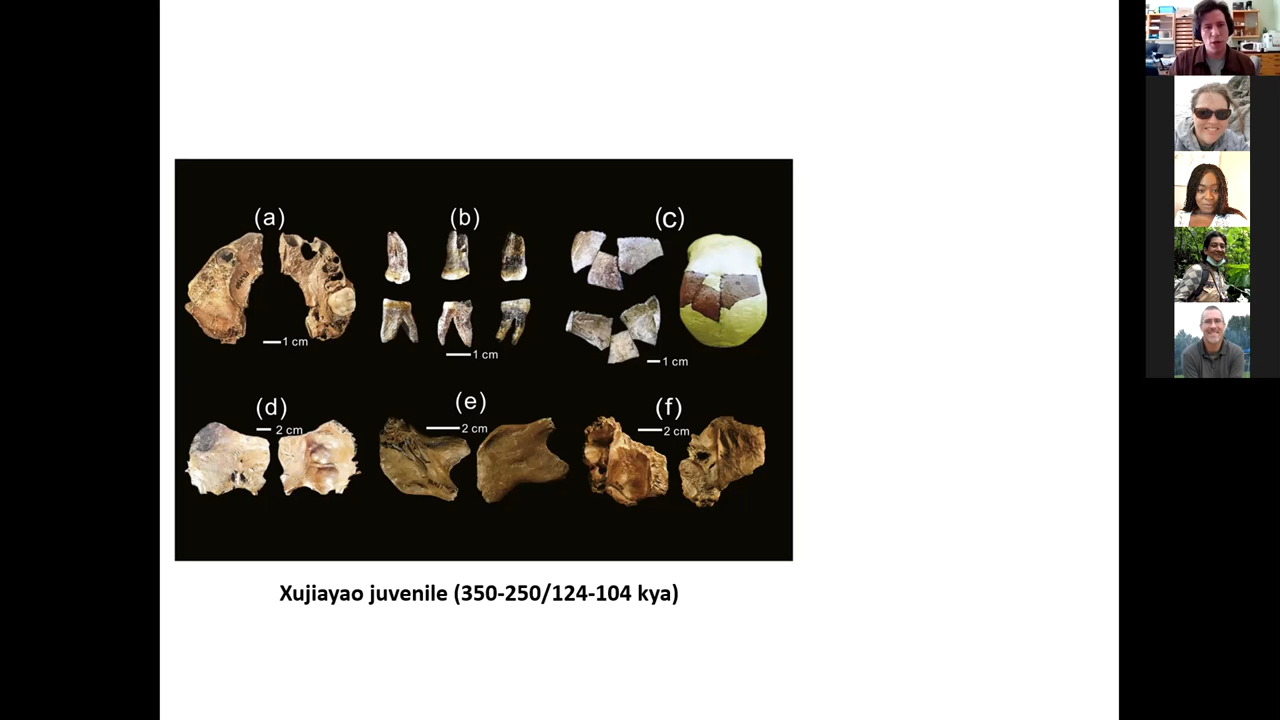 (a)
(b)
(c)
1 cm
1 cm
1 cm
(d)
(e)
(f)
2 cm
2 cm
2 cm
Xujiayao juvenile (350-250/124-104 kya)